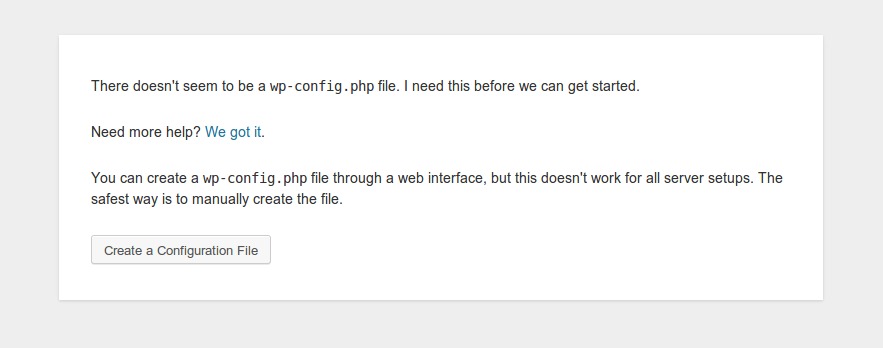 There doesn't seem to be a wp-config.php file. I need this before we can get started.
Need more help? We got it.
You can create a wp-config.php file through a web interface, but this doesn't work for all server setups. The
safest way is to manually create the file.
Create a Configuration File